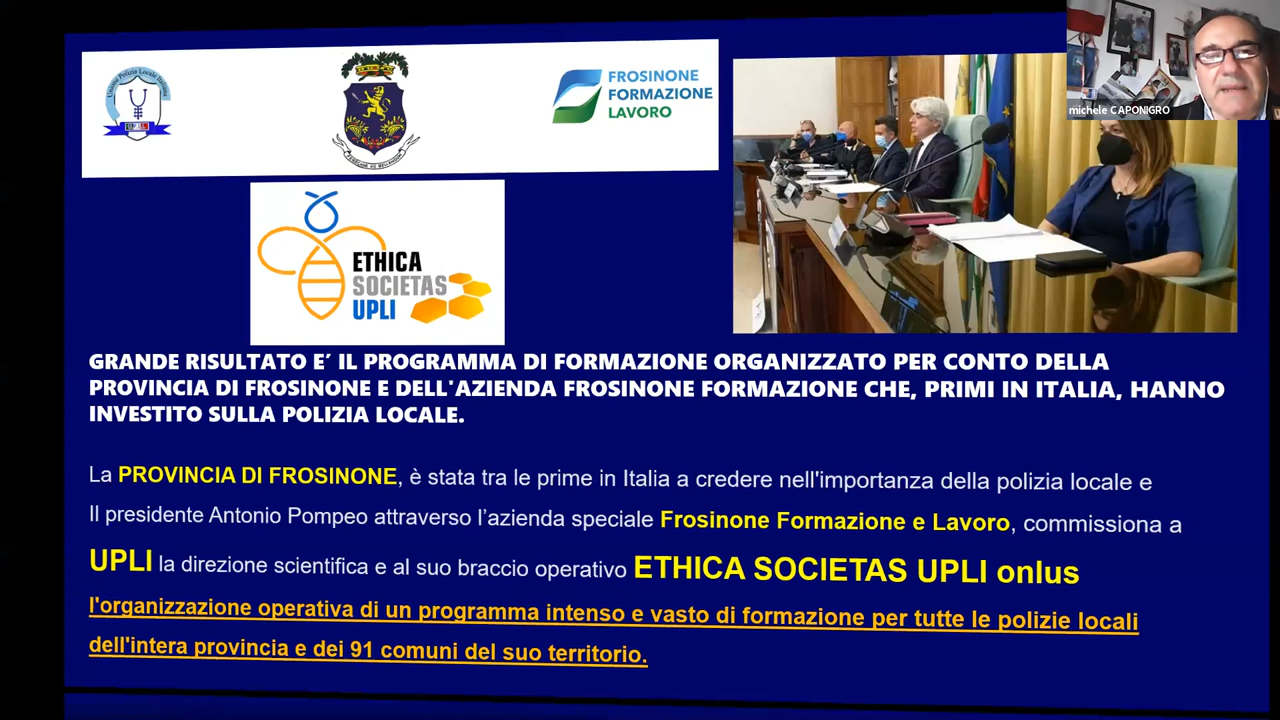 Unione Polizia Locale Italiana
FROSINONE
FORMAZIONE
LAVORO
michele CAPONIGRO
ETHICA
SOCIETAS
UPLI
GRANDE RISULTATO E’ IL PROGRAMMA DI FORMAZIONE ORGANIZZATO PER CONTO DELLA
PROVINCIA DI FROSINONE E DELL'AZIENDA FROSINONE FORMAZIONE CHE, PRIMI IN ITALIA, HANNO
INVESTITO SULLA POLIZIA LOCALE.
La PROVINCIA DI FROSINONE, è stata tra le prime in Italia a credere nell'importanza della polizia locale e
Il presidente Antonio Pompeo attraverso l’azienda speciale Frosinone Formazione e Lavoro, commissiona a
UPLI la direzione scientifica e al suo braccio operativo ETHICA SOCIETAS UPLI onlus
l'organizzazione operativa di un programma intenso e vasto di formazione per tutte le polizie locali
dell'intera provincia e dei 91 comuni del suo territorio.